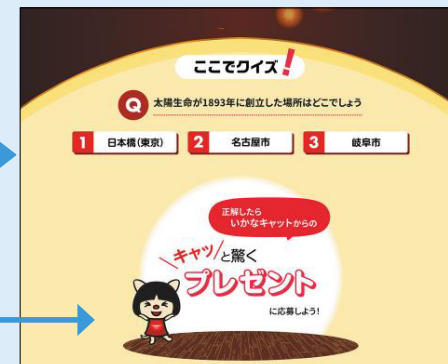 ここでクイズ!
Q 太陽生命が1893年に創立した場所はどこでしょう
1 日本橋(東京) 2 名古屋市 3 岐阜市
正解したら
いかなキャットからの
キャッ/と驚く
プレゼント
に応募しよう!